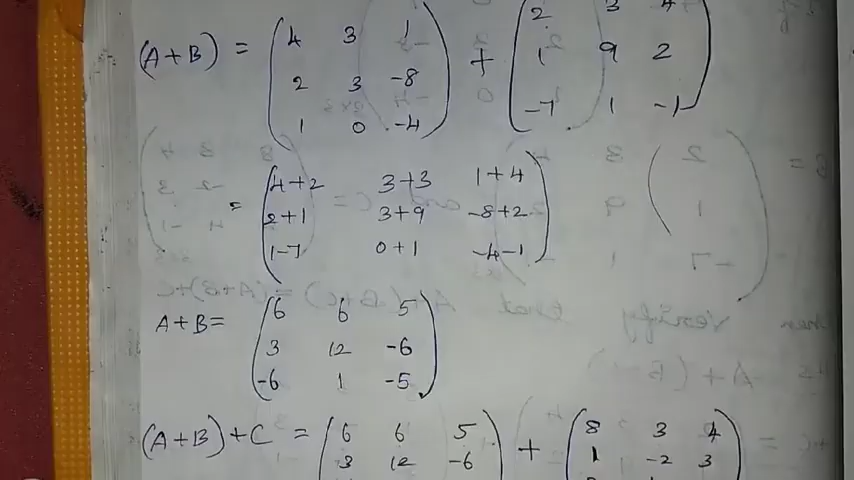 (A+B) = (4 3 1) + (2 3 4)
(2 3 -8) (1 9 2)
(1 0 -4) (-7 1 -1)
= (4+2 3+3 1+4)
(2+1 3+9 -8+2)
(1-7 0+1 -4-1)
A+B = (6 6 5)
(3 12 -6)
(-6 1 -5)
(A+B)+C = (6 6 5) + (8 3 4)
(3 12 -6) (1 -2 3)